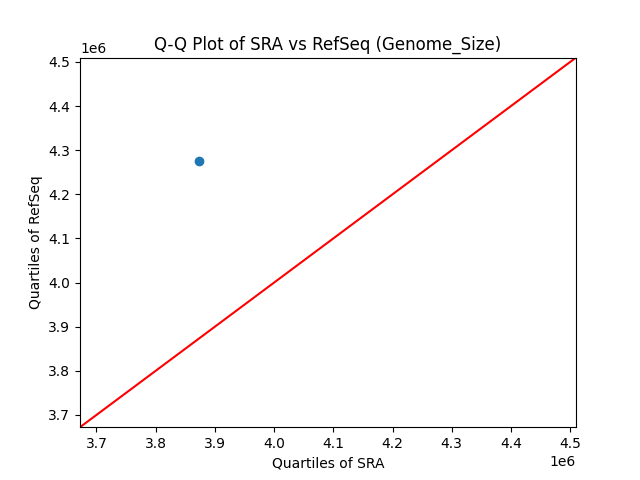 Q-Q Plot of SRA vs RefSeq (Genome_Size)
1e6
4.5
4.4
4.3
4.2
4.1
4.0
3.9
3.8
3.7
Quartiles of RefSeq
3.7 3.8 3.9 4.0 4.1 4.2 4.3 4.4 4.5
Quartiles of SRA
1e6